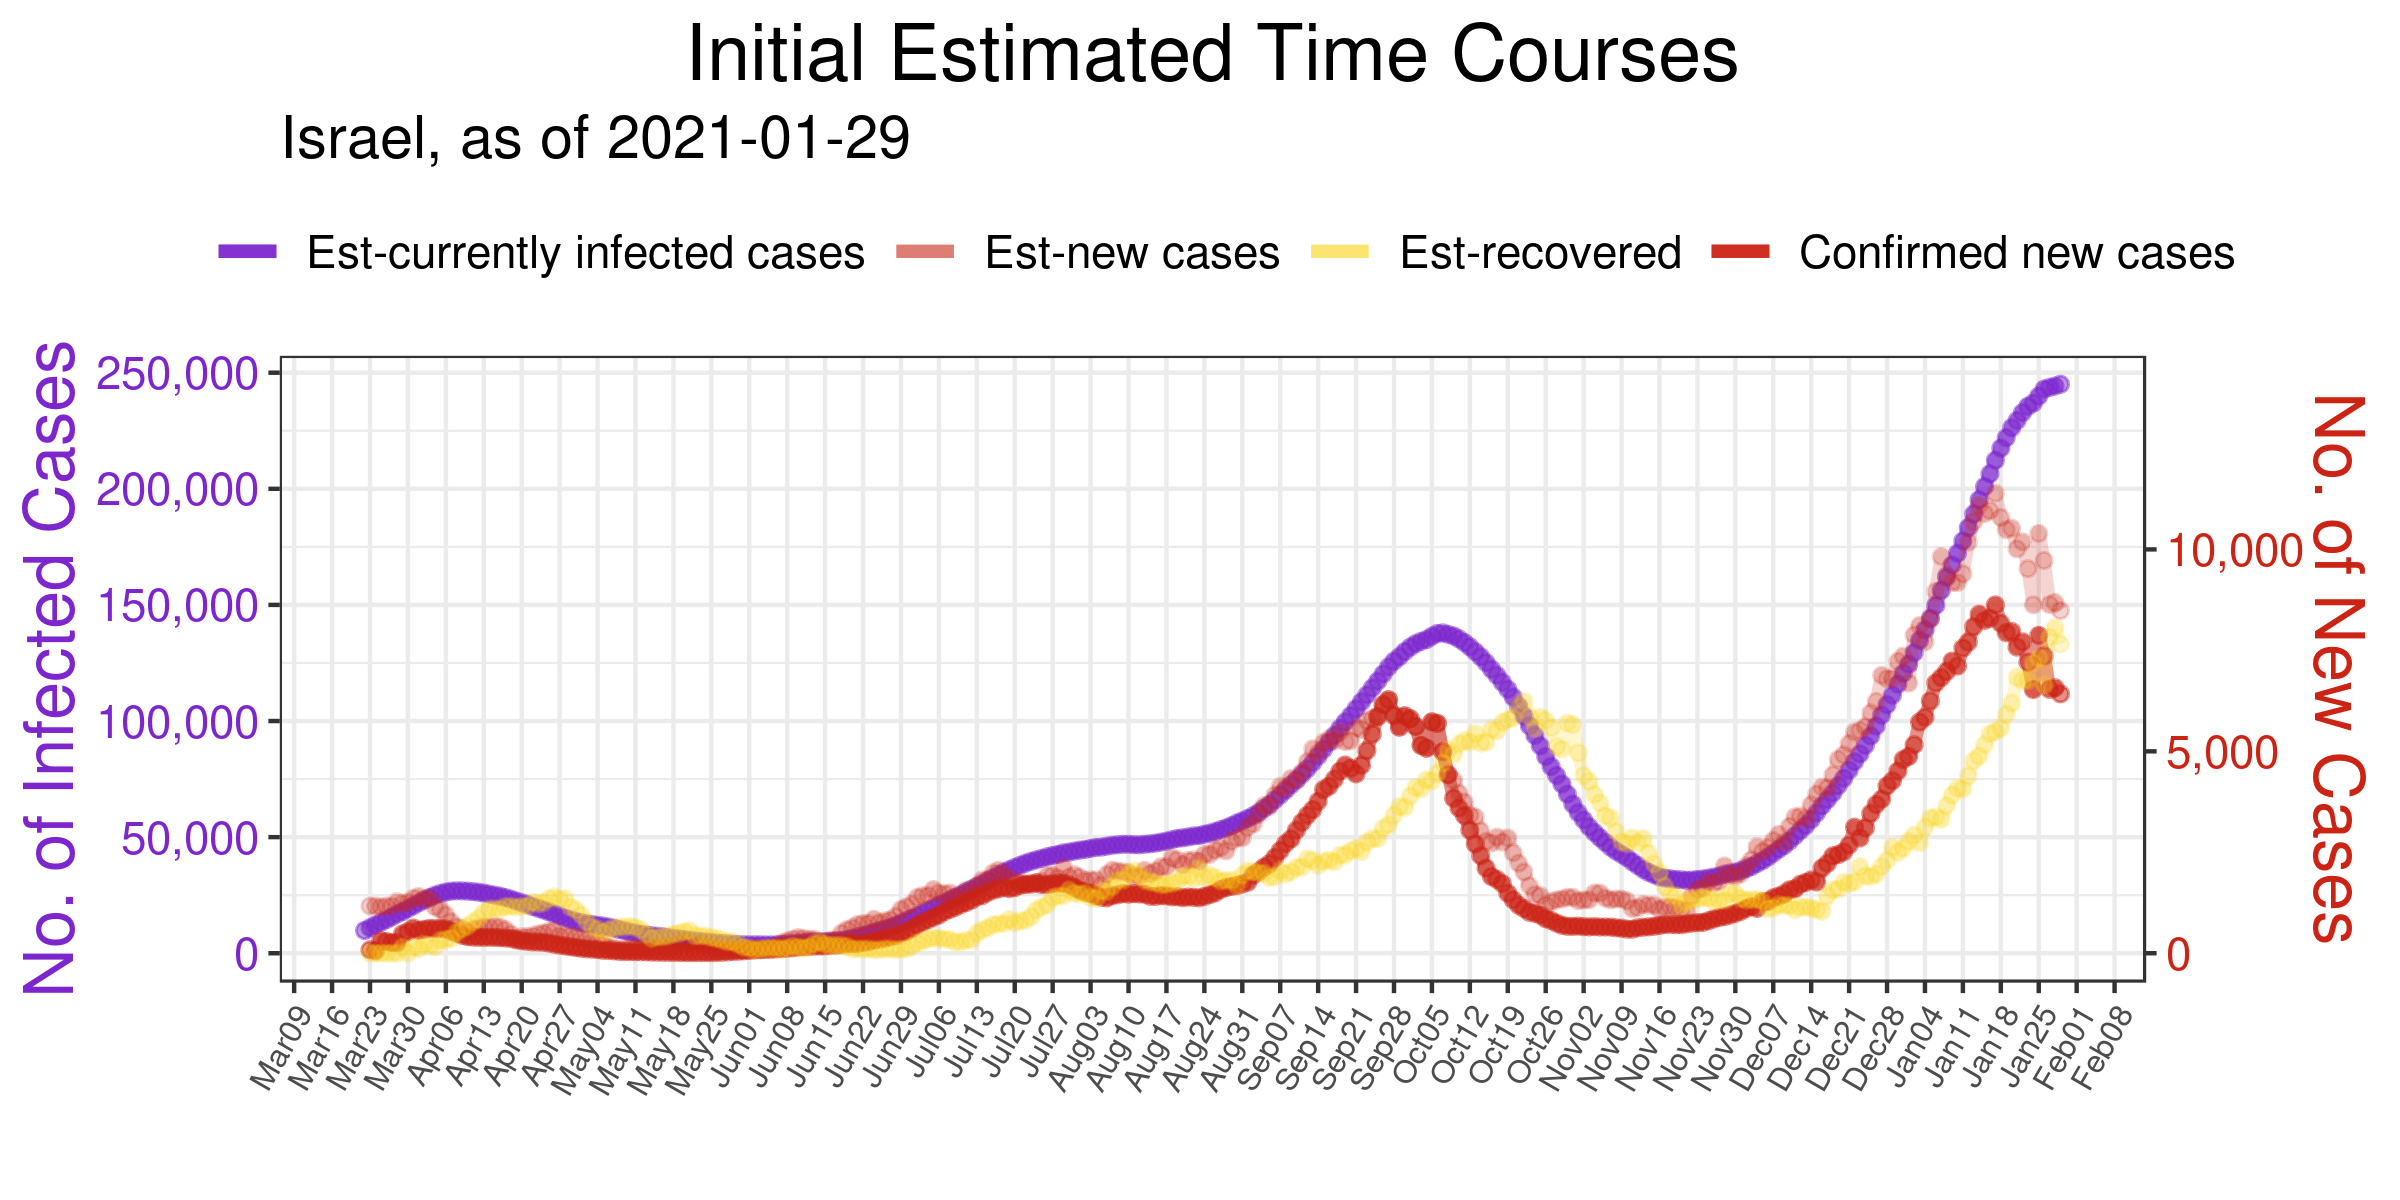 Initial Estimated Time Courses
Israel, as of 2021-01-29
Est-currently infected cases Est-new cases Est-recovered Confirmed new cases
No. of Infected Cases
250,000
200,000
150,000
100,000
50,000
0
10,000
5,000
0
No. of New Cases
Mar09 Mar16 Mar23 Mar30 Apr06 Apr13 Apr20 Apr27 May04 May11 May18 May25 Jun01 Jun08 Jun15 Jun22 Jun29 Jul06 Jul13 Jul20 Jul27 Aug03 Aug10 Aug17 Aug24 Aug31 Sep07 Sep14 Sep21 Sep28 Oct05 Oct12 Oct19 Oct26 Nov02 Nov09 Nov16 Nov23 Nov30 Dec07 Dec14 Dec21 Dec28 Jan04 Jan11 Jan18 Jan25 Feb01 Feb08